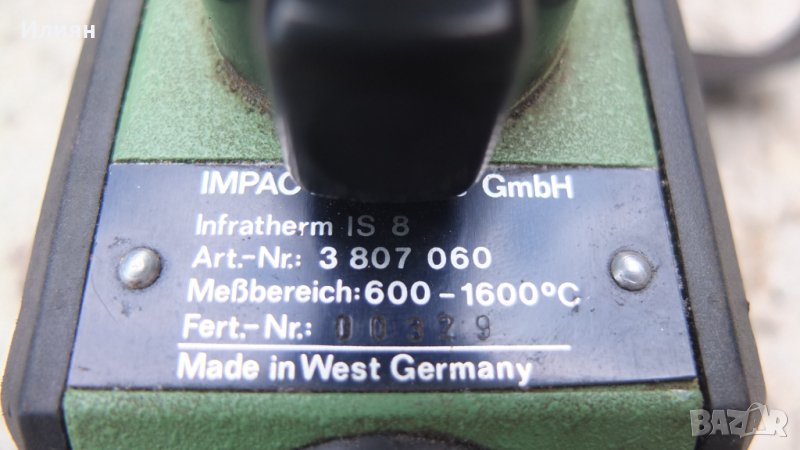 Илиян
IMPAC GmbH
Infratherm IS 8
Art.-Nr.: 3 807 060
Meßbereich: 600 - 1600°C
Fert.-Nr.: 00329
Made in West Germany
BAZAR